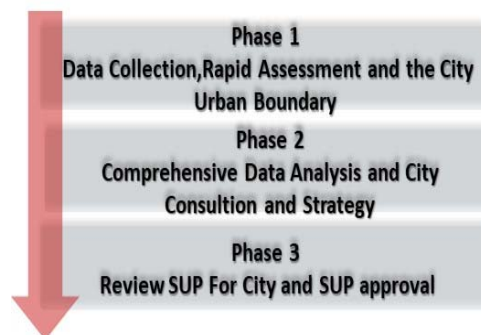 Phase 1
Data Collection,Rapid Assessment and the City
Urban Boundary
Phase 2
Comprehensive Data Analysis and City
Consultion and Strategy
Phase 3
Review SUP For City and SUP approval